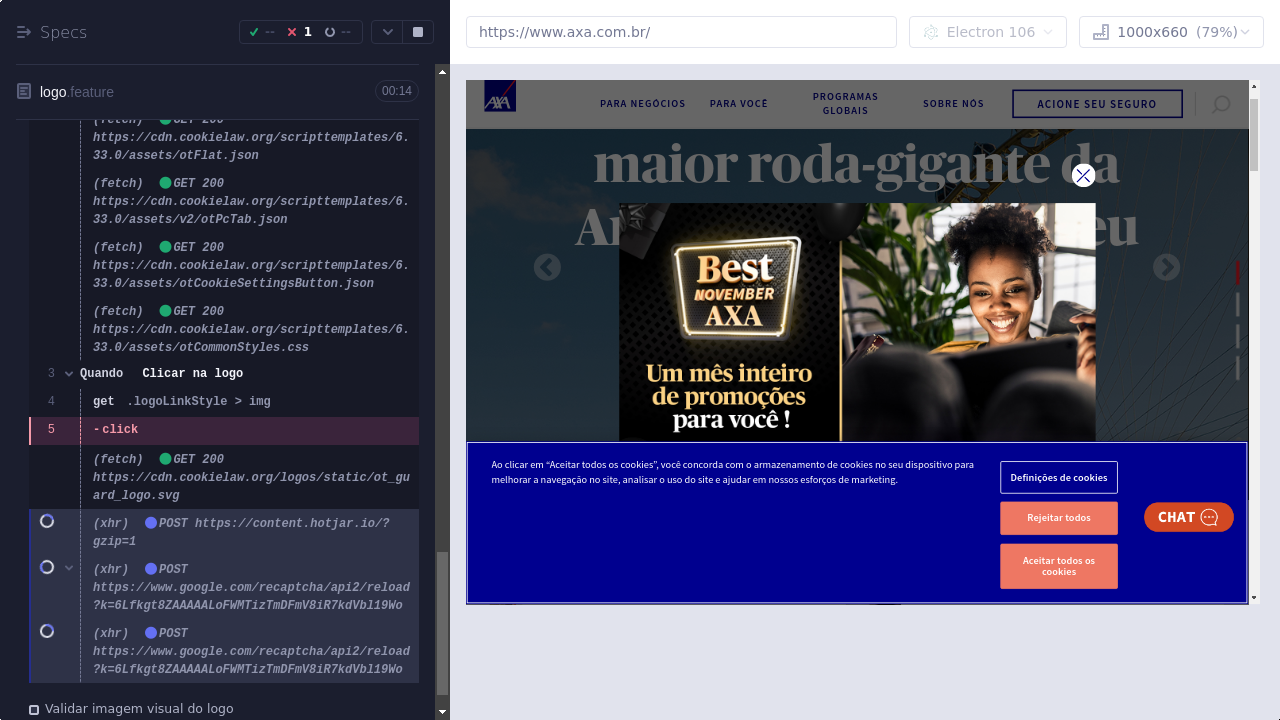 Specs
-- 1 --
https://www.axa.com.br/
Electron 106
1000x660 (79%)
logo.feature
00:14
(fetch) GET 200
https://cdn.cookielaw.org/scripttemplates/6.
33.0/assets/otFlat.json
(fetch) GET 200
https://cdn.cookielaw.org/scripttemplates/6.
33.0/assets/v2/otPcTab.json
(fetch) GET 200
https://cdn.cookielaw.org/scripttemplates/6.
33.0/assets/otCookieSettingsButton.json
(fetch) GET 200
https://cdn.cookielaw.org/scripttemplates/6.
33.0/assets/otCommonStyles.css
3 Quando Clicar na logo
4 get .logoLinkStyle > img
5 -click
(fetch) GET 200
https://cdn.cookielaw.org/logos/static/ot_gu
ard_logo.svg
(xhr) POST https://content.hotjar.io/?
gzip=1
(xhr) POST
https://www.google.com/recaptcha/api2/reload
?k=6Lfkgt8ZAAAAALoFWMTizTmDFmV8iR7kdVbl19Wo
(xhr) POST
https://www.google.com/recaptcha/api2/reload
?k=6Lfkgt8ZAAAAALoFWMTizTmDFmV8iR7kdVbl19Wo
Validar imagem visual do logo
AXA
PARA NEGÓCIOS
PARA VOCÊ
PROGRAMAS
GLOBAIS
SOBRE NÓS
ACIONE SEU SEGURO
maior roda-gigante da
Best
NOVEMBER
AXA
Um mês inteiro
de promoções
para você !
Ao clicar em “Aceitar todos os cookies”, você concorda com o armazenamento de cookies no seu dispositivo para
melhorar a navegação no site, analisar o uso do site e ajudar em nossos esforços de marketing.
Definições de cookies
Rejeitar todos
Aceitar todos os
cookies
CHAT